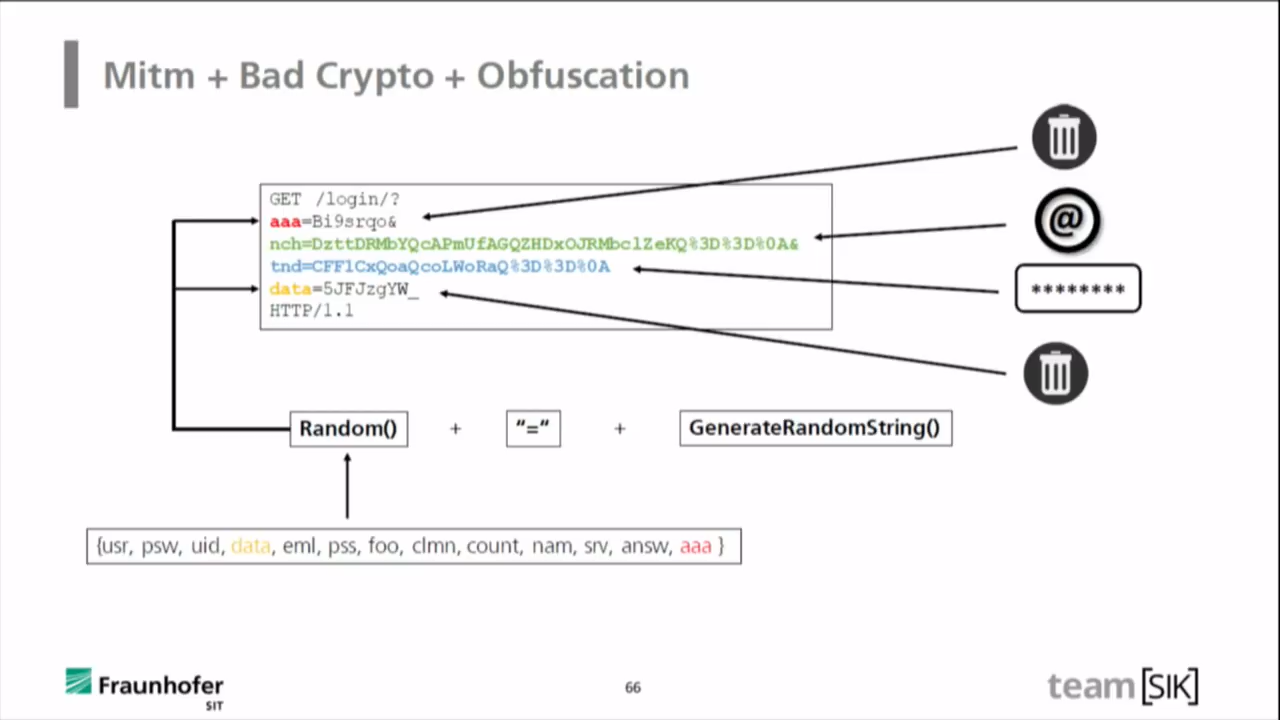 Mitm + Bad Crypto + Obfuscation
GET /login/?
aaa=Bi9srqo&
nch=DzttDRMbYQcAPmUfAGQZHDxOJRMbclZeKQ%3D%3D%0A&
tnd=CFF1CxQoaQcoLWoRaQ%3D%3D%0A
data=5JFJzgYW_
HTTP/1.1
@
********
Random() + "=" + GenerateRandomString()
{usr, psw, uid, data, eml, pss, foo, clmn, count, nam, srv, answ, aaa }
Fraunhofer
SIT
66
team[SIK]